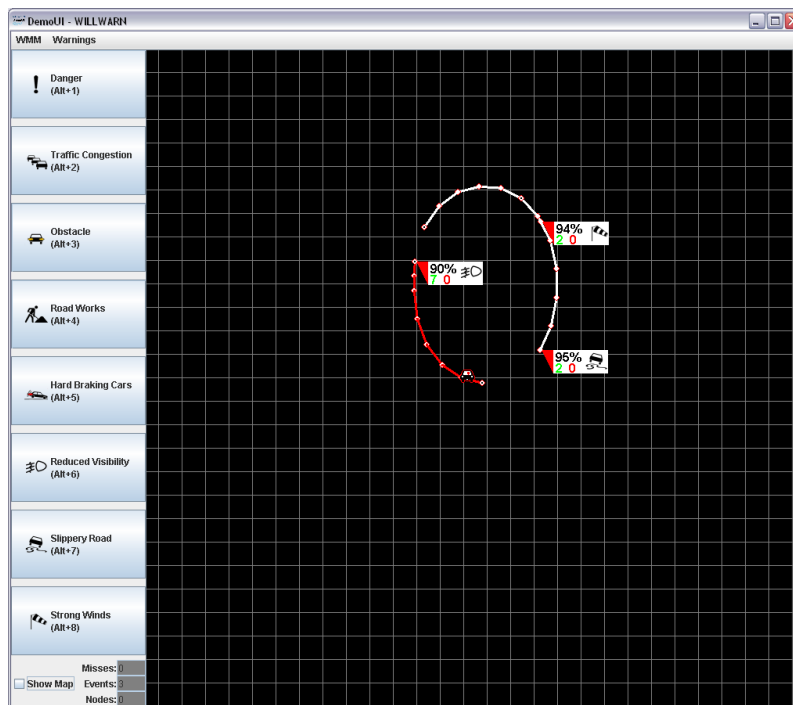 DemoUI - WILLWARN
WMM Warnings
Danger
(Alt+1)
Traffic Congestion
(Alt+2)
Obstacle
(Alt+3)
Road Works
(Alt+4)
Hard Braking Cars
(Alt+5)
Reduced Visibility
(Alt+6)
Slippery Road
(Alt+7)
Strong Winds
(Alt+8)
Misses: 0
Show Map Events: 3
Nodes: 0
94%
2 0
90%
7 0
95%
2 0